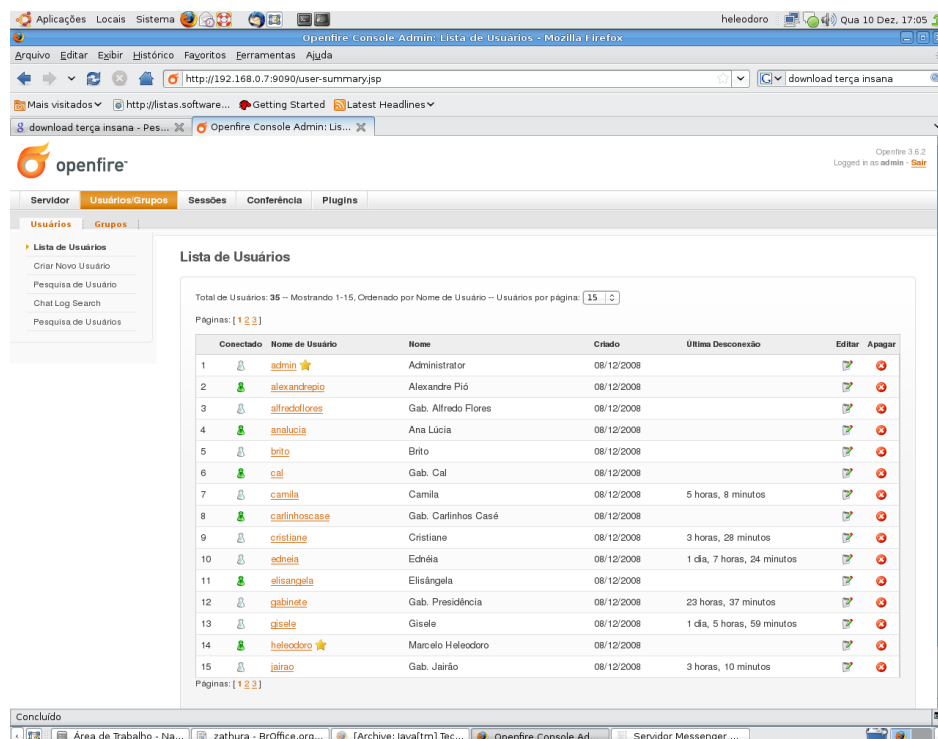 Aplicações Locais Sistema heleodoro Qua 10 Dez, 17:05
Openfire Console Admin: Lista de Usuários - Mozilla Firefox
Arquivo Editar Exibir Histórico Favoritos Ferramentas Ajuda
http://192.168.0.7:9090/user-summary.jsp download terça insana
Mais visitados http://listas.software... Getting Started Latest Headlines
download terça insana - Pes... Openfire Console Admin: Lis...
openfire
Openfire 3.6.2
Logged in as admin - Sair
Servidor Usuários/Grupos Sessões Conferência Plugins
Usuários Grupos
Lista de Usuários
Criar Novo Usuário
Pesquisa de Usuário
Chat Log Search
Pesquisa de Usuários
Lista de Usuários
Total de Usuários: 35 -- Mostrando 1-15, Ordenado por Nome de Usuário -- Usuários por página: 15
Páginas: [ 1 2 3 ]
Conectado Nome de Usuário Nome Criado Última Desconexão Editar Apagar
1 admin Administrator 08/12/2008
2 alexandrepio Alexandre Pió 08/12/2008
3 alfredoflores Gab. Alfredo Flores 08/12/2008
4 analucia Ana Lúcia 08/12/2008
5 brito Brito 08/12/2008
6 cal Gab. Cal 08/12/2008
7 camila Camila 08/12/2008 5 horas, 8 minutos
8 carlinhoscase Gab. Carlinhos Casé 08/12/2008
9 cristiane Cristiane 08/12/2008 3 horas, 28 minutos
10 edneia Ednéia 08/12/2008 1 dia, 7 horas, 24 minutos
11 elisangela Elisângela 08/12/2008
12 gabinete Gab. Presidência 08/12/2008 23 horas, 37 minutos
13 gisele Gisele 08/12/2008 1 dia, 5 horas, 59 minutos
14 heleodoro Marcelo Heleodoro 08/12/2008
15 jairao Gab. Jairão 08/12/2008 3 horas, 10 minutos
Páginas: [ 1 2 3 ]
Concluído
Área de Trabalho - Na... zathura - BrOffice.org... [Archive: Java[tm] Tec... Openfire Console Ad... Servidor Messenger ...